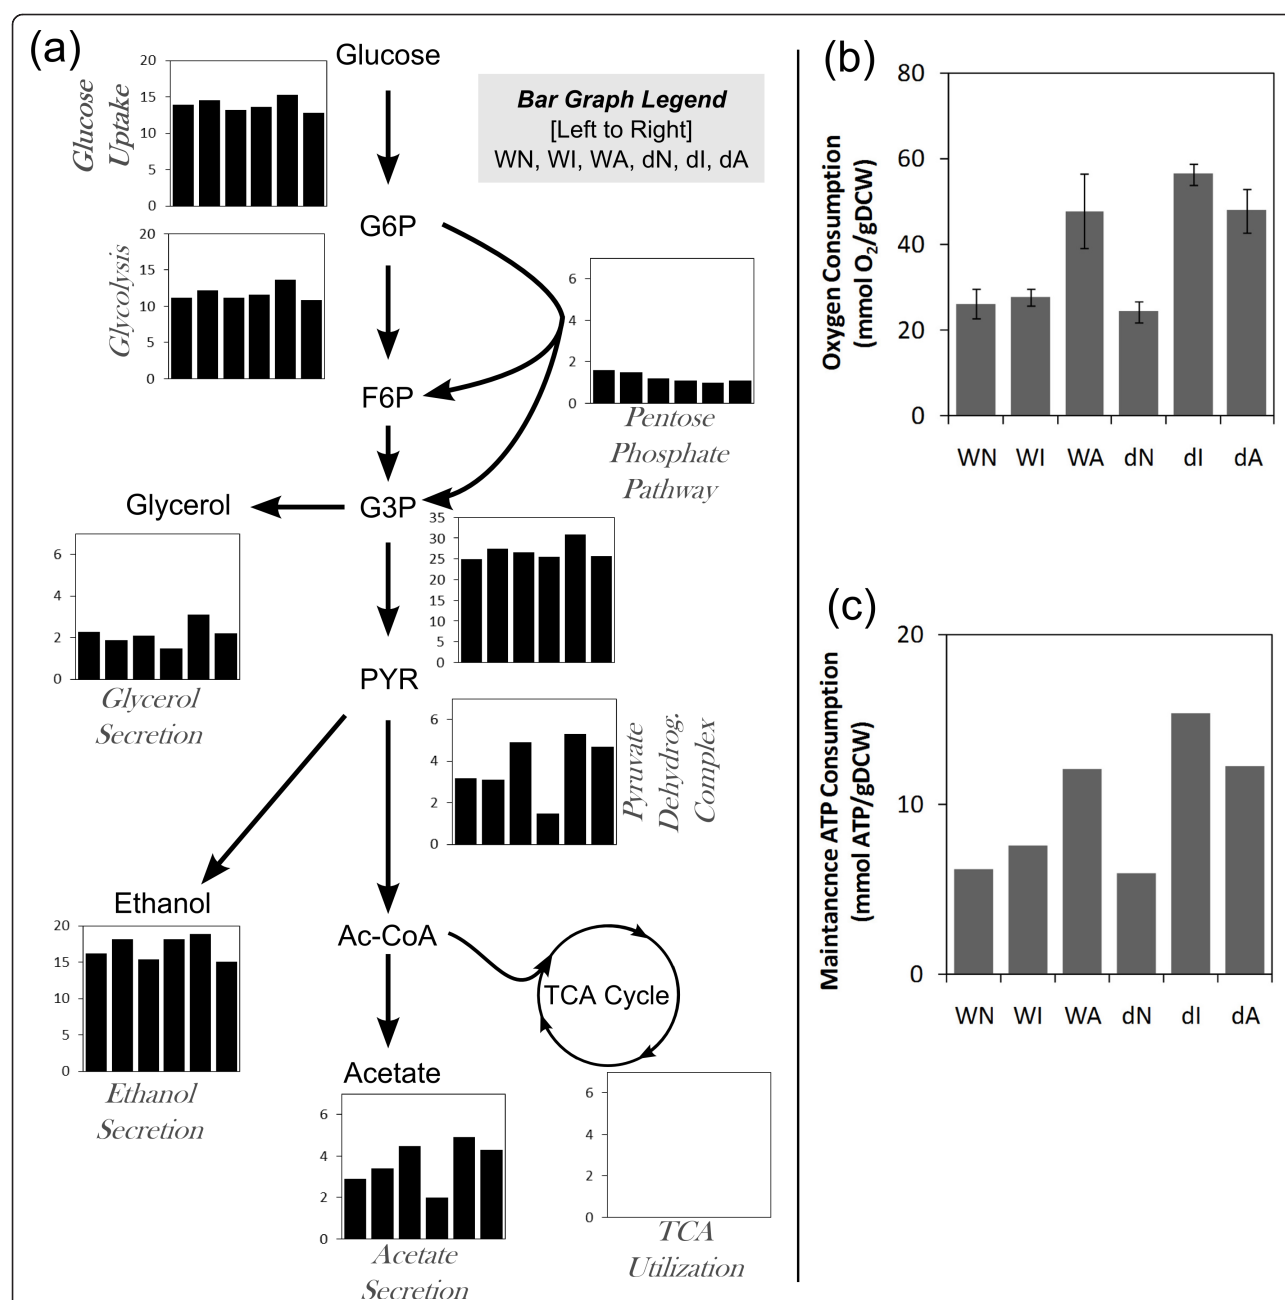 (a)
Glucose
Glucose
Uptake
20
15
10
5
0
Bar Graph Legend
[Left to Right]
WN, WI, WA, dN, dI, dA
G6P
Glycolysis
20
15
10
5
0
6
4
2
0
Pentose
Phosphate
Pathway
F6P
Glycerol
G3P
6
4
2
0
Glycerol
Secretion
35
30
25
20
15
10
5
0
PYR
6
4
2
0
Pyruvate
Dehydrog.
Complex
Ethanol
20
15
10
5
0
Ethanol
Secretion
Ac-CoA
TCA Cycle
Acetate
6
4
2
0
Acetate
Secretion
6
4
2
0
TCA
Utilization
(b)
Oxygen Consumption
(mmol O₂/gDCW)
80
60
40
20
0
WN WI WA dN dI dA
(c)
Maintancnce ATP Consumption
(mmol ATP/gDCW)
20
10
0
WN WI WA dN dI dA